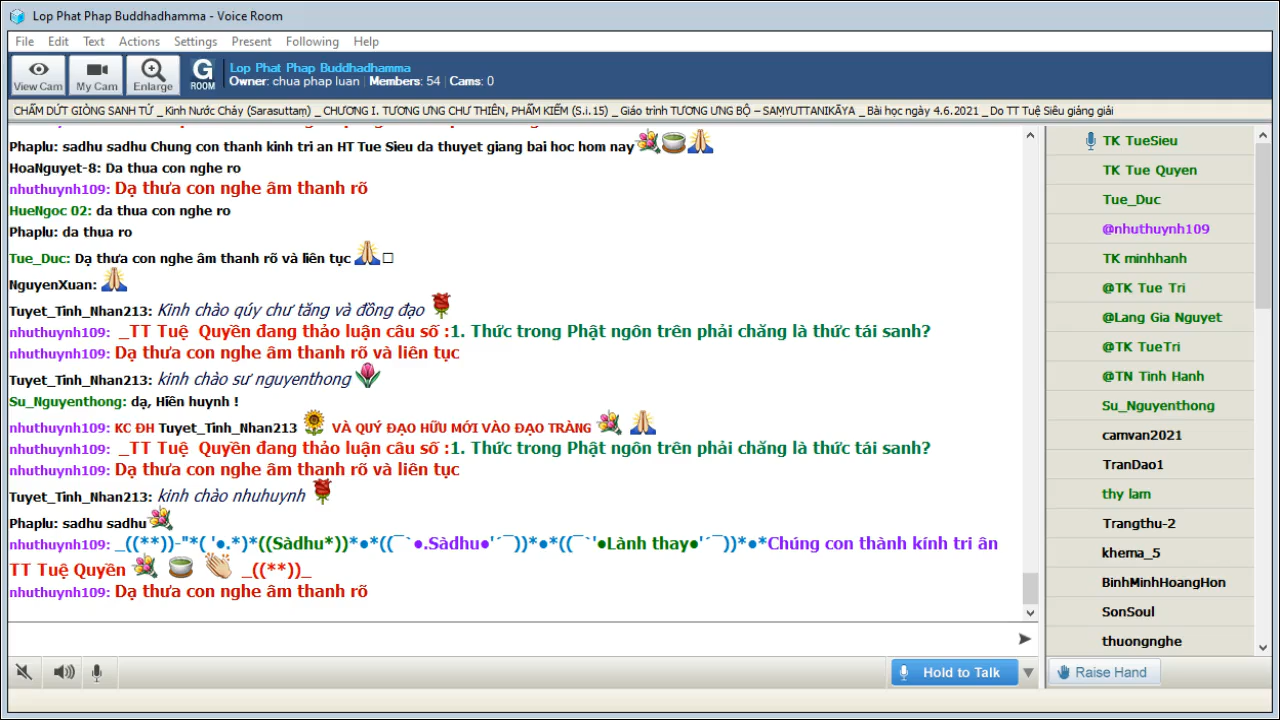 Lop Phat Phap Buddhadhamma - Voice Room
File Edit Text Actions Settings Present Following Help
View Cam My Cam Enlarge G ROOM
Lop Phat Phap Buddhadhamma
Owner: chua phap luan Members: 54 Cams: 0
CHẤM DỨT GIÒNG SANH TỬ _ Kinh Nước Chảy (Sarasuttaṃ) _ CHƯƠNG I. TƯƠNG ƯNG CHƯ THIÊN, PHẨM KIẾM (S.i.15) _ Giáo trình TƯƠNG ƯNG BỘ – SAṂYUTTANIKĀYA _ Bài học ngày 4.6.2021 _ Do TT Tuệ Siêu giảng giải
Phaplu: sadhu sadhu Chung con thanh kinh tri an HT Tue Sieu da thuyet giang bai hoc hom nay
HoaNguyet-8: Da thua con nghe ro
nhuthuynh109: Dạ thưa con nghe âm thanh rõ
HueNgoc 02: da thua con nghe ro
Phaplu: da thua ro
Tue_Duc: Dạ thưa con nghe âm thanh rõ và liên tục
NguyenXuan:
Tuyet_Tinh_Nhan213: Kình chào qúy chư tăng và đồng đạo
nhuthuynh109: _TT Tuệ Quyền đang thảo luận câu số :1. Thức trong Phật ngôn trên phải chăng là thức tái sanh?
nhuthuynh109: Dạ thưa con nghe âm thanh rõ và liên tục
Tuyet_Tinh_Nhan213: kinh chào sư nguyenthong
Su_Nguyenthong: dạ, Hiền huynh !
nhuthuynh109: KC ĐH Tuyet_Tinh_Nhan213 VÀ QUÝ ĐẠO HỮU MỚI VÀO ĐẠO TRÀNG
nhuthuynh109: _TT Tuệ Quyền đang thảo luận câu số :1. Thức trong Phật ngôn trên phải chăng là thức tái sanh?
nhuthuynh109: Dạ thưa con nghe âm thanh rõ và liên tục
Tuyet_Tinh_Nhan213: kinh chào nhuhuynh
Phaplu: sadhu sadhu
nhuthuynh109: _((**))-"*( '●.*)*((Sàdhu*))*●*((¯`●.Sàdhu●'´¯))*●*((¯`'●Lành thay●'´¯))*●*Chúng con thành kính tri ân
TT Tuệ Quyền _((**))_
nhuthuynh109: Dạ thưa con nghe âm thanh rõ
Hold to Talk
TK TueSieu
TK Tue Quyen
Tue_Duc
@nhuthuynh109
TK minhhanh
@TK Tue Tri
@Lang Gia Nguyet
@TK TueTri
@TN Tinh Hanh
Su_Nguyenthong
camvan2021
TranDao1
thy lam
Trangthu-2
khema_5
BinhMinhHoangHon
SonSoul
thuongnghe
Raise Hand